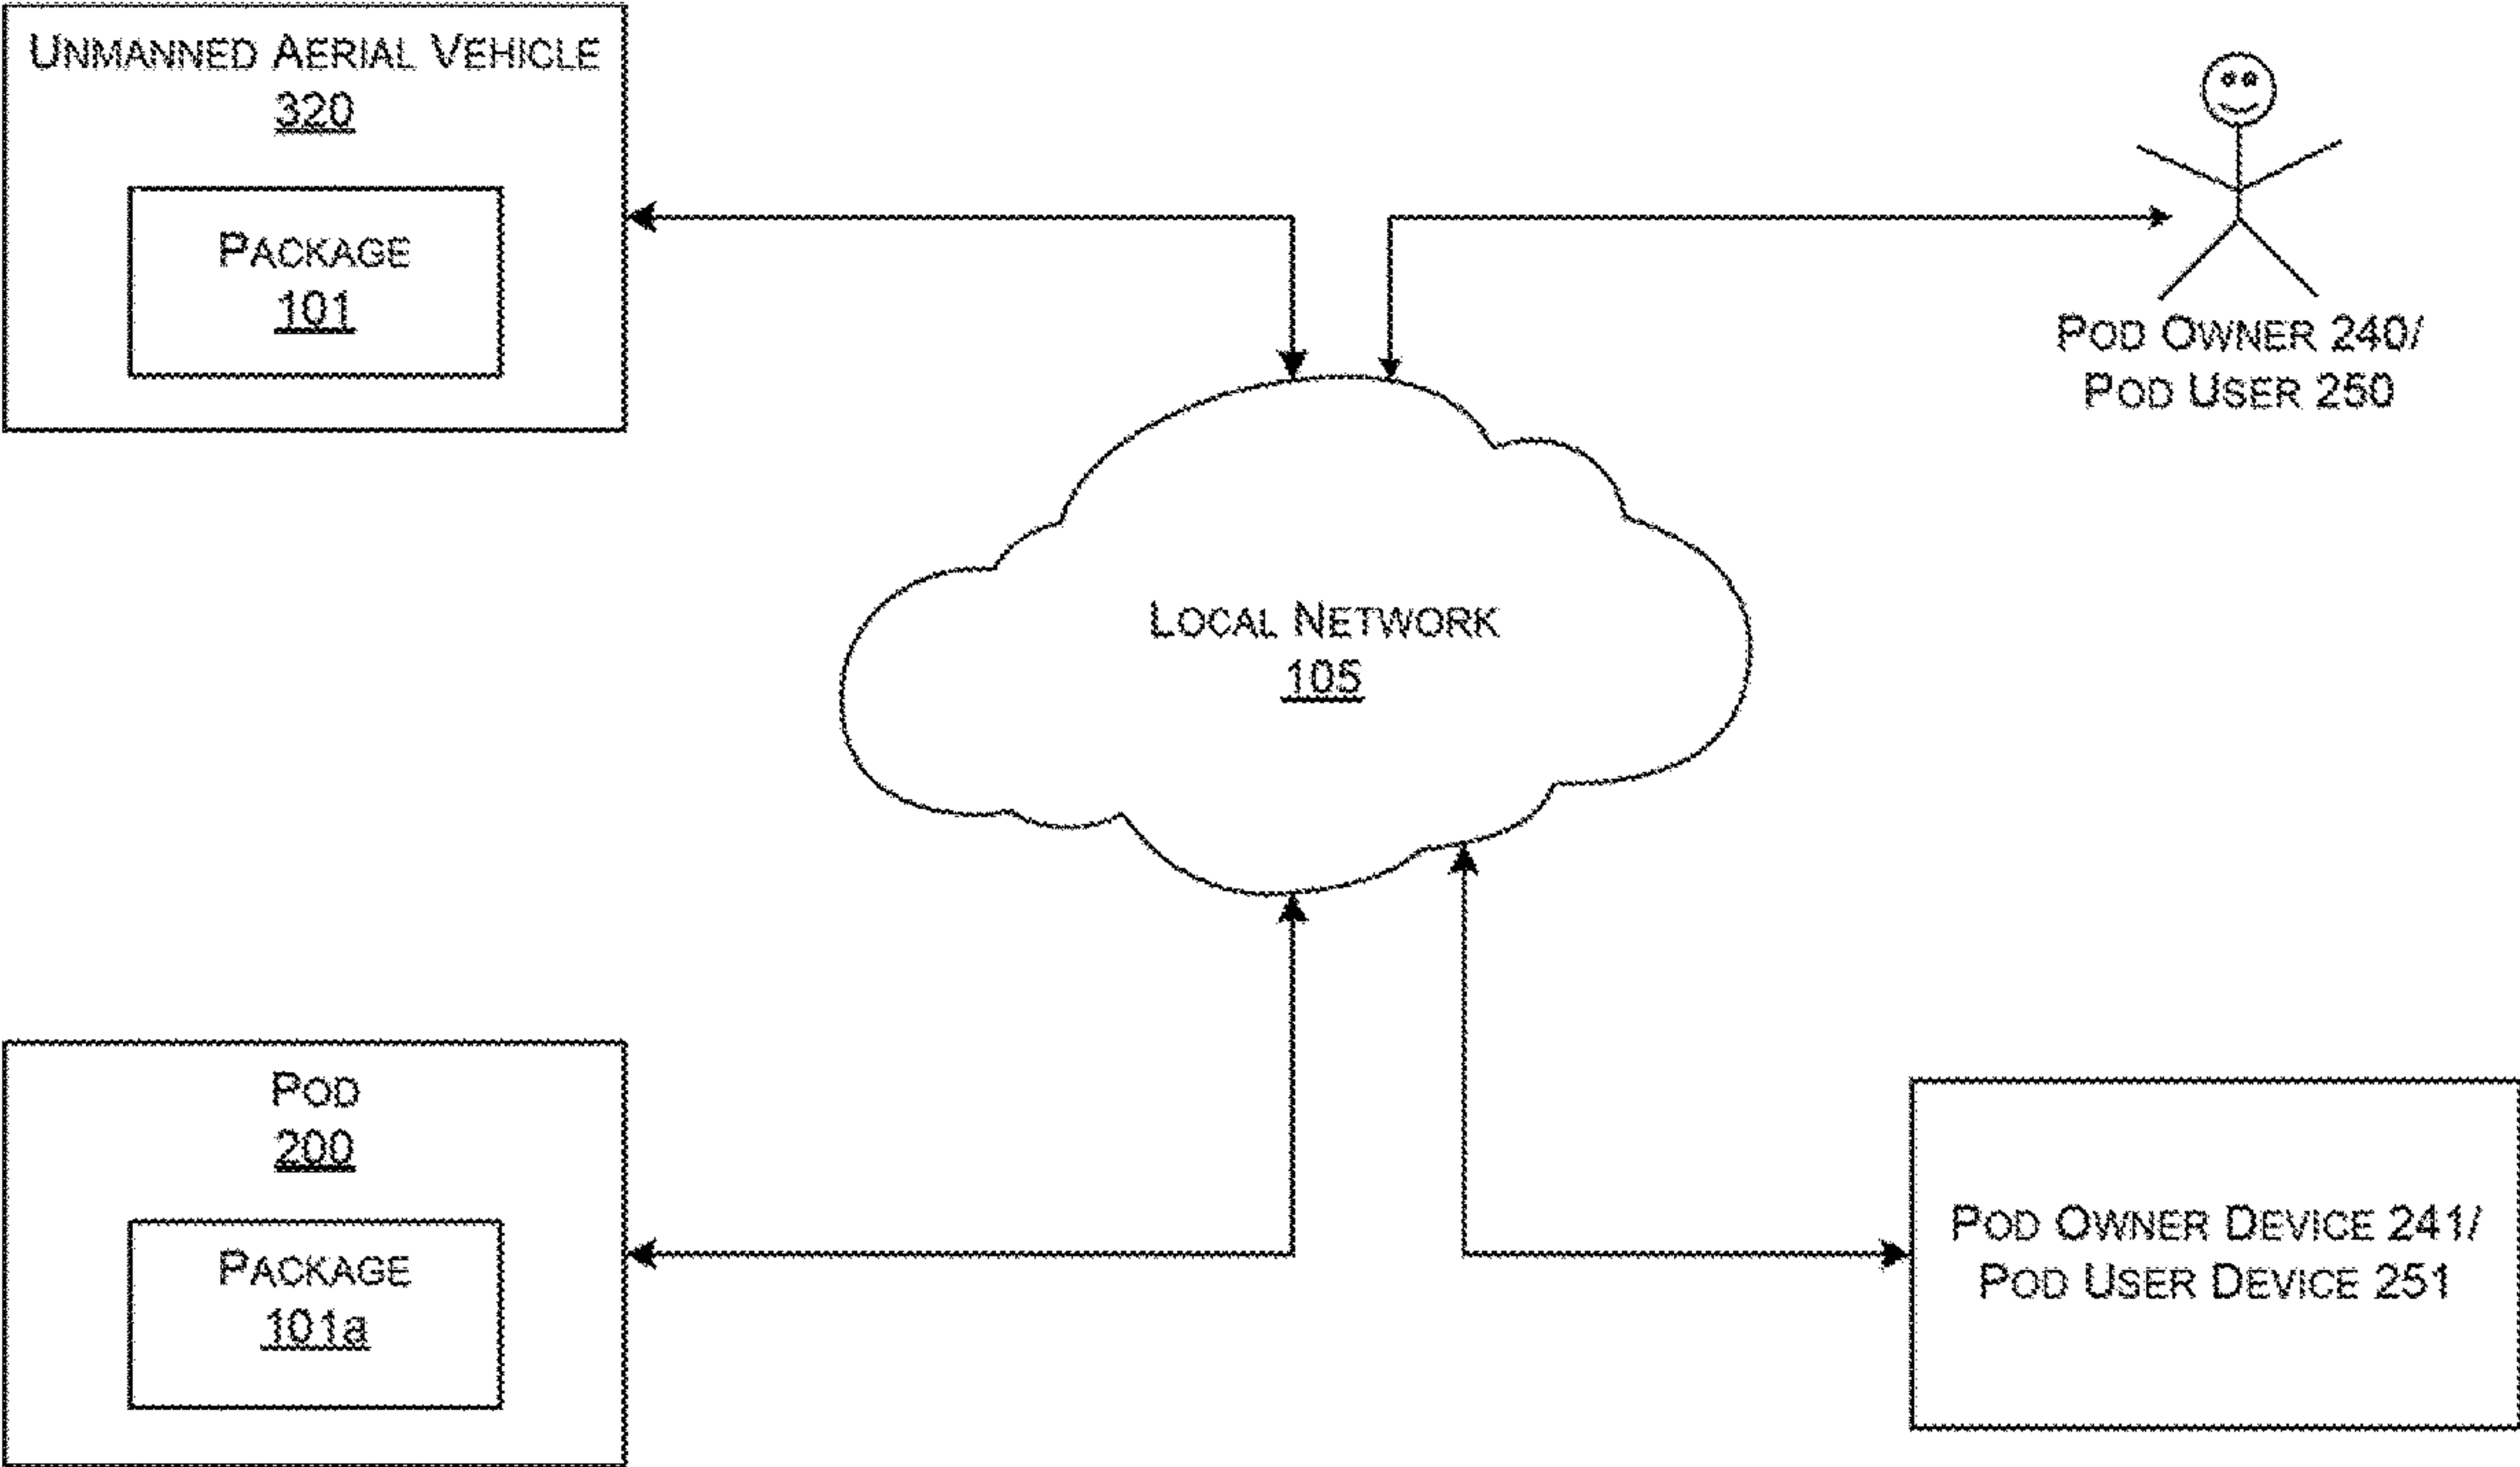 UNMANNED AERIAL VEHICLE
320
PACKAGE
101
POD OWNER 240/
POD USER 250
LOCAL NETWORK
105
POD
200
PACKAGE
101a
POD OWNER DEVICE 241/
POD USER DEVICE 251